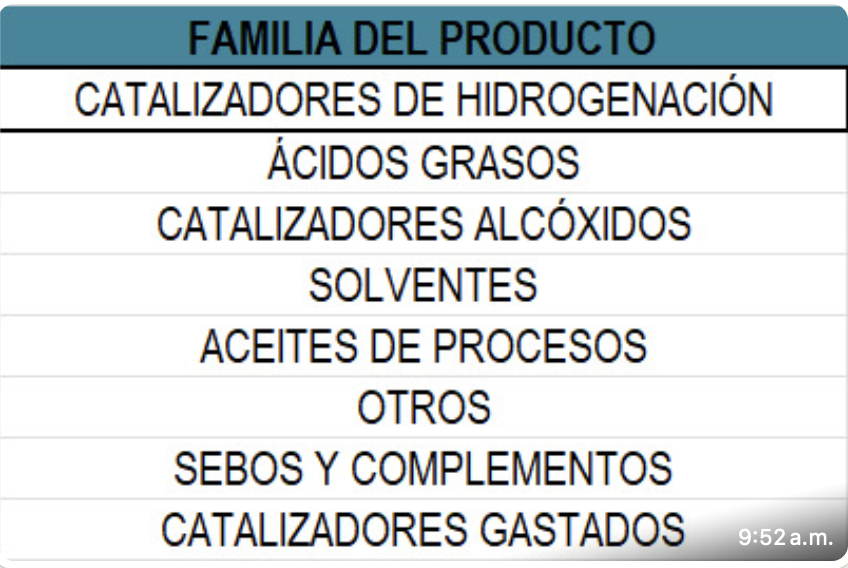 FAMILIA DEL PRODUCTO
CATALIZADORES DE HIDROGENACIÓN
ÁCIDOS GRASOS
CATALIZADORES ALCÓXIDOS
SOLVENTES
ACEITES DE PROCESOS
OTROS
SEBOS Y COMPLEMENTOS
CATALIZADORES GASTADOS
9:52 a.m.